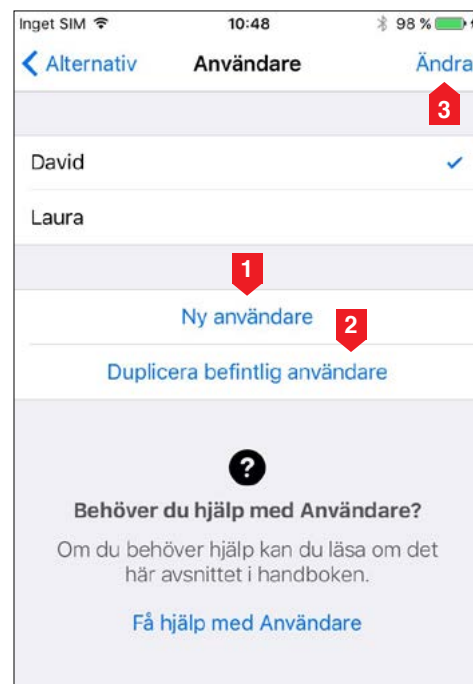 Inget SIM 10:48 98 %
Alternativ Användare Ändra
3
David
Laura
1
Ny användare
2
Duplicera befintlig användare
?
Behöver du hjälp med Användare?
Om du behöver hjälp kan du läsa om det
här avsnittet i handboken.
Få hjälp med Användare